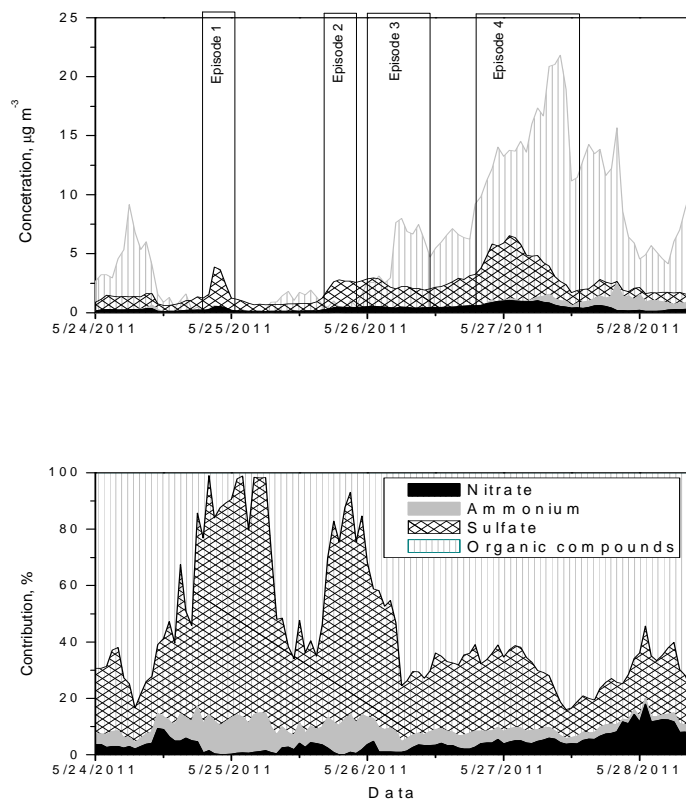 Episode 1
Episode 2
Episode 3
Episode 4
25
20
15
10
5
0
Concetration, µg m⁻³
5/24/2011 5/25/2011 5/26/2011 5/27/2011 5/28/2011
100
80
60
40
20
0
Contribution, %
Nitrate
Ammonium
Sulfate
Organic compounds
5/24/2011 5/25/2011 5/26/2011 5/27/2011 5/28/2011
Data